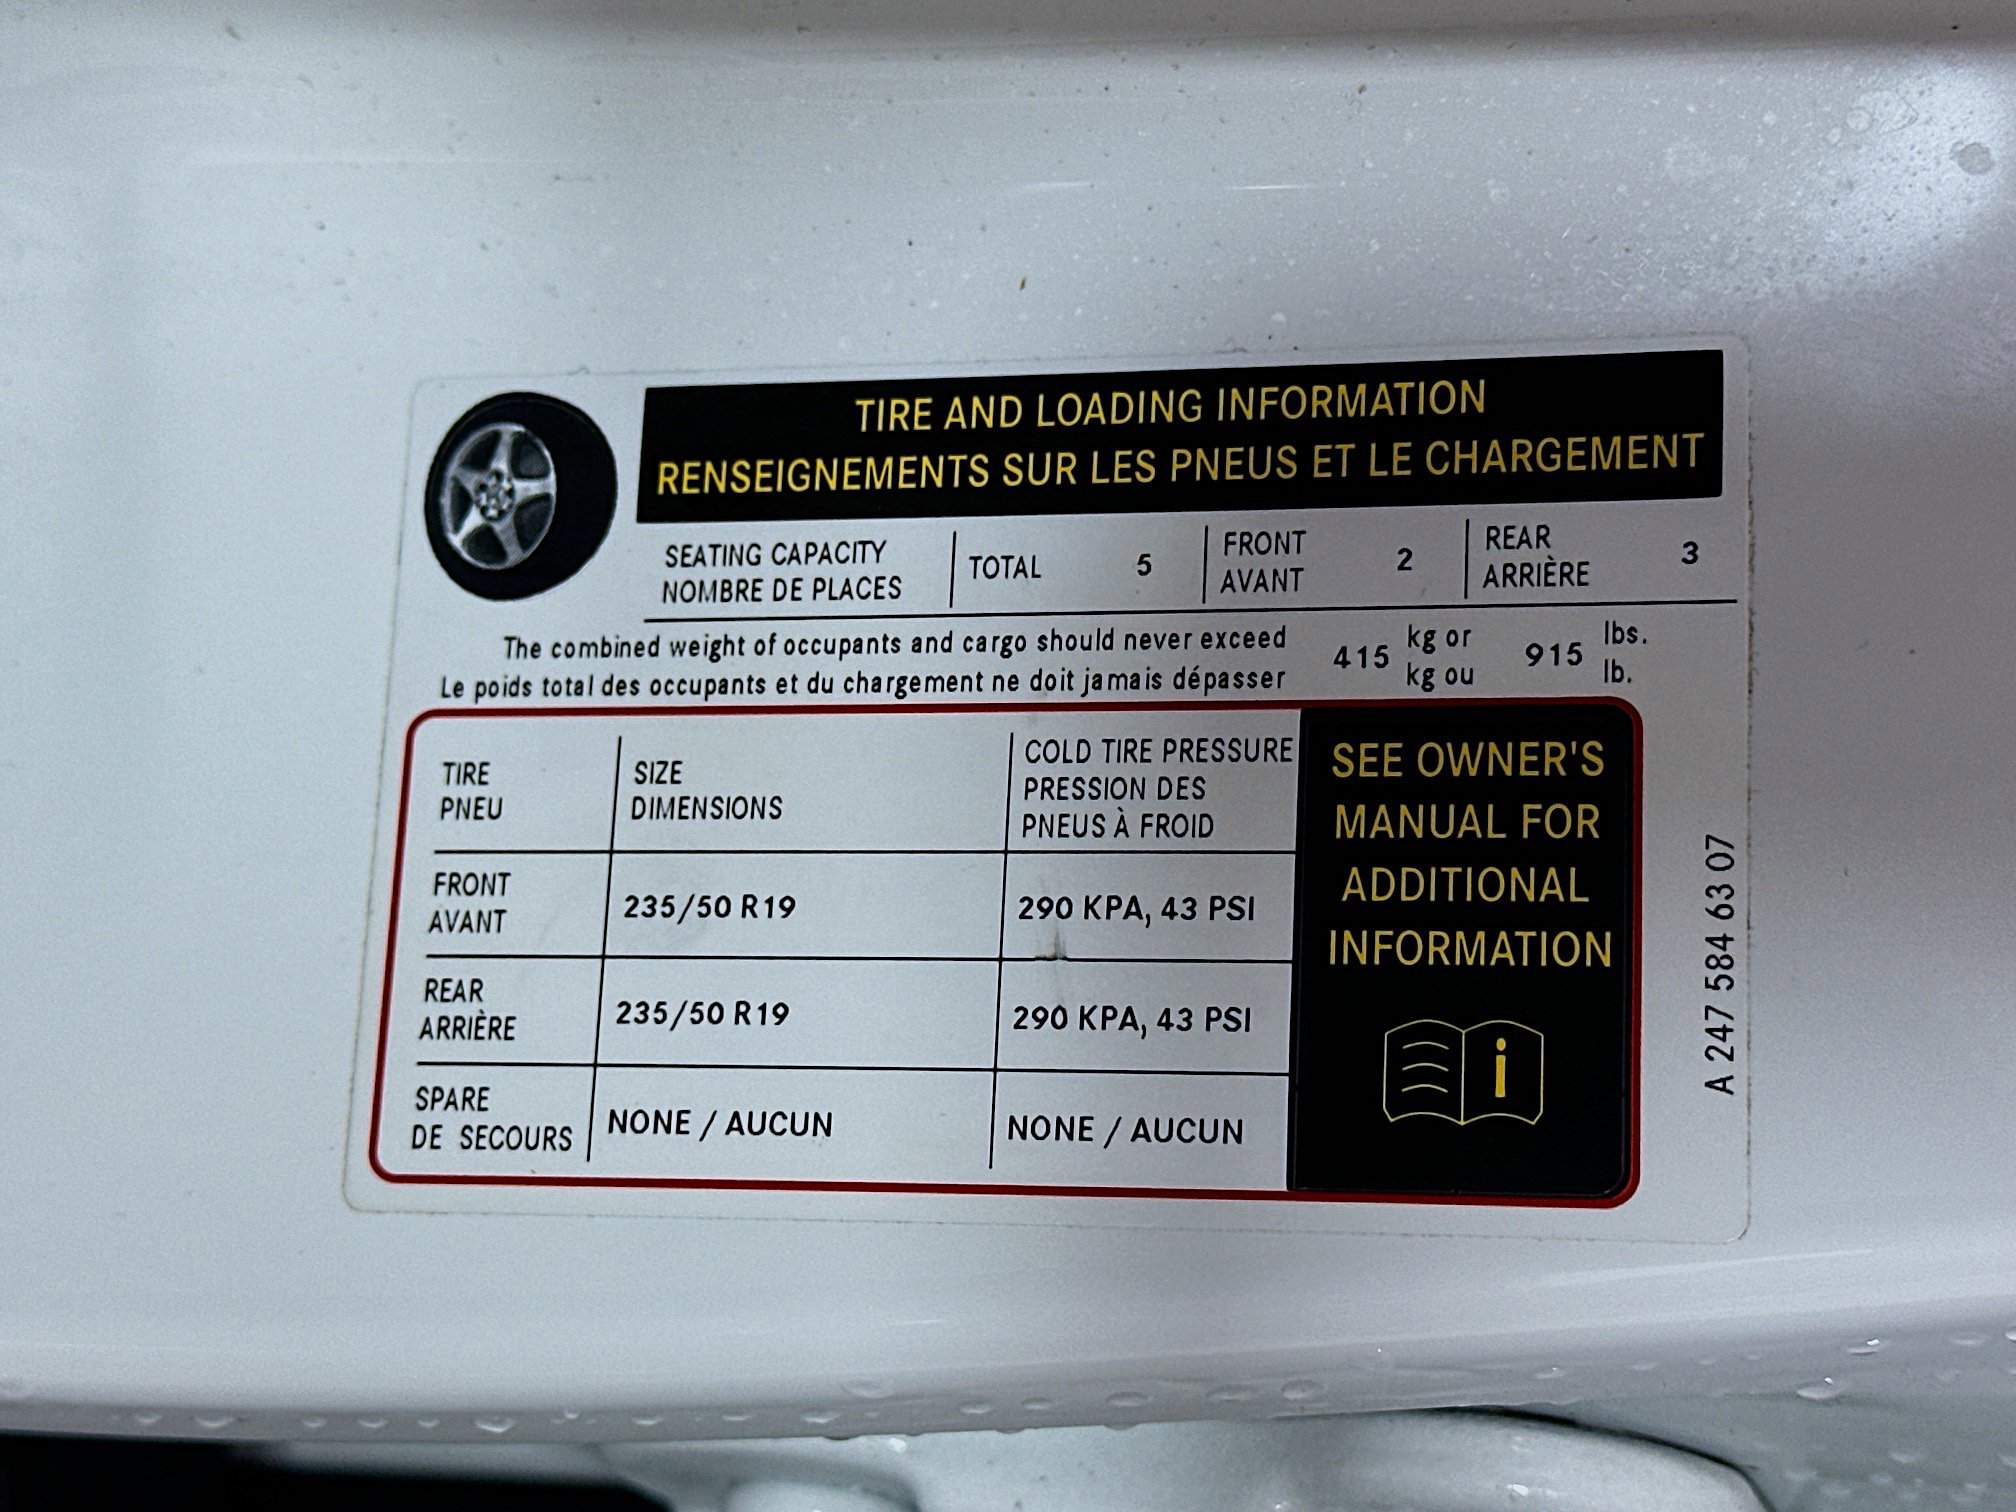 TIRE AND LOADING INFORMATION
RENSEIGNEMENTS SUR LES PNEUS ET LE CHARGEMENT
SEATING CAPACITY
NOMBRE DE PLACES
TOTAL 5
FRONT
AVANT
2
REAR
ARRIÈRE
3
The combined weight of occupants and cargo should never exceed
Le poids total des occupants et du chargement ne doit jamais dépasser
415
kg or
kg ou
915
lbs.
lb.
TIRE
PNEU
SIZE
DIMENSIONS
COLD TIRE PRESSURE
PRESSION DES
PNEUS À FROID
FRONT
AVANT
235/50 R19
290 KPA, 43 PSI
REAR
ARRIÈRE
235/50 R19
290 KPA, 43 PSI
SPARE
DE SECOURS
NONE / AUCUN
NONE / AUCUN
SEE OWNER'S
MANUAL FOR
ADDITIONAL
INFORMATION
i
A 247 584 63 07